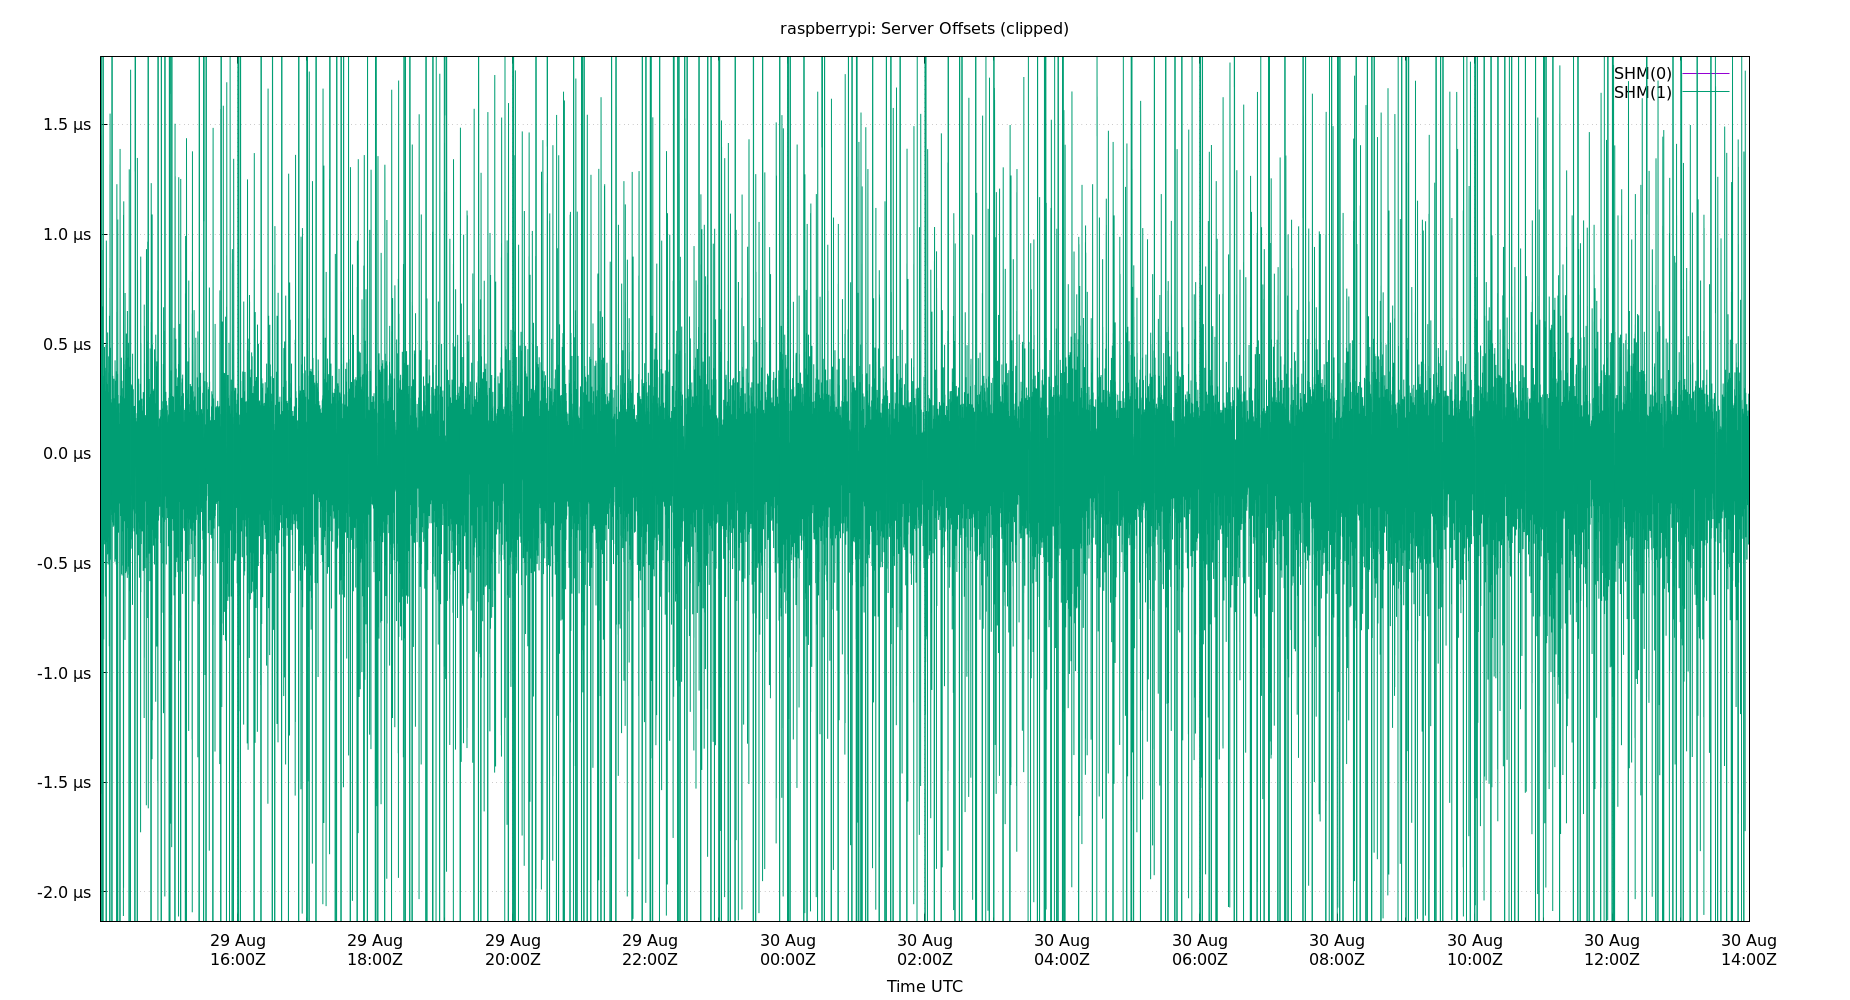 raspberrypi: Server Offsets (clipped)
SHM(0)
SHM(1)
1.5 µs
1.0 µs
0.5 µs
0.0 µs
-0.5 µs
-1.0 µs
-1.5 µs
-2.0 µs
29 Aug 29 Aug 29 Aug 29 Aug 30 Aug 30 Aug 30 Aug 30 Aug 30 Aug 30 Aug 30 Aug 30 Aug
16:00Z 18:00Z 20:00Z 22:00Z 00:00Z 02:00Z 04:00Z 06:00Z 08:00Z 10:00Z 12:00Z 14:00Z
Time UTC